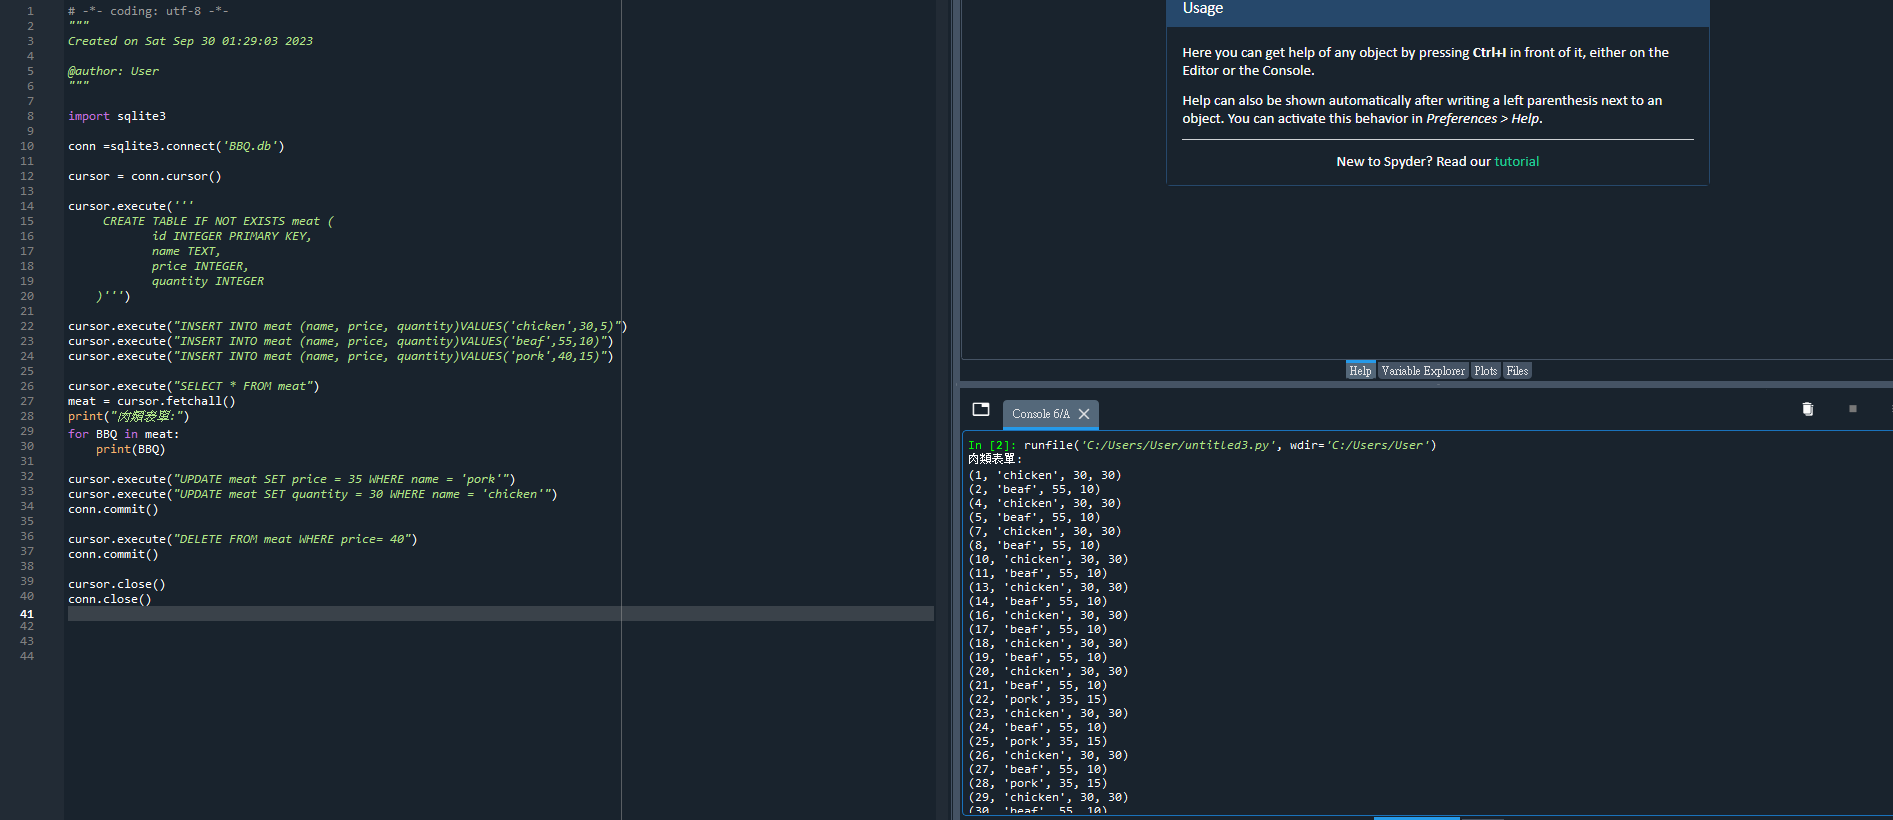 1 # -*- coding: utf-8 -*-
2 """
3 Created on Sat Sep 30 01:29:03 2023
4
5 @author: User
6 """
7
8 import sqlite3
9
10 conn =sqlite3.connect('BBQ.db')
11
12 cursor = conn.cursor()
13
14 cursor.execute('''
15 CREATE TABLE IF NOT EXISTS meat (
16 id INTEGER PRIMARY KEY,
17 name TEXT,
18 price INTEGER,
19 quantity INTEGER
20 )''')
21
22 cursor.execute("INSERT INTO meat (name, price, quantity)VALUES('chicken',30,5)")
23 cursor.execute("INSERT INTO meat (name, price, quantity)VALUES('beaf',55,10)")
24 cursor.execute("INSERT INTO meat (name, price, quantity)VALUES('pork',40,15)")
25
26 cursor.execute("SELECT * FROM meat")
27 meat = cursor.fetchall()
28 print("肉類表單:")
29 for BBQ in meat:
30 print(BBQ)
31
32 cursor.execute("UPDATE meat SET price = 35 WHERE name = 'pork'")
33 cursor.execute("UPDATE meat SET quantity = 30 WHERE name = 'chicken'")
34 conn.commit()
35
36 cursor.execute("DELETE FROM meat WHERE price= 40")
37 conn.commit()
38
39 cursor.close()
40 conn.close()
41
42
43
44
Usage
Here you can get help of any object by pressing Ctrl+I in front of it, either on the
Editor or the Console.
Help can also be shown automatically after writing a left parenthesis next to an
object. You can activate this behavior in Preferences > Help.
New to Spyder? Read our tutorial
Help Variable Explorer Plots Files
Console 6/A
In [2]: runfile('C:/Users/User/untitled3.py', wdir='C:/Users/User')
肉類表單:
(1, 'chicken', 30, 30)
(2, 'beaf', 55, 10)
(4, 'chicken', 30, 30)
(5, 'beaf', 55, 10)
(7, 'chicken', 30, 30)
(8, 'beaf', 55, 10)
(10, 'chicken', 30, 30)
(11, 'beaf', 55, 10)
(13, 'chicken', 30, 30)
(14, 'beaf', 55, 10)
(16, 'chicken', 30, 30)
(17, 'beaf', 55, 10)
(18, 'chicken', 30, 30)
(19, 'beaf', 55, 10)
(20, 'chicken', 30, 30)
(21, 'beaf', 55, 10)
(22, 'pork', 35, 15)
(23, 'chicken', 30, 30)
(24, 'beaf', 55, 10)
(25, 'pork', 35, 15)
(26, 'chicken', 30, 30)
(27, 'beaf', 55, 10)
(28, 'pork', 35, 15)
(29, 'chicken', 30, 30)
(30, 'beaf', 55, 10)